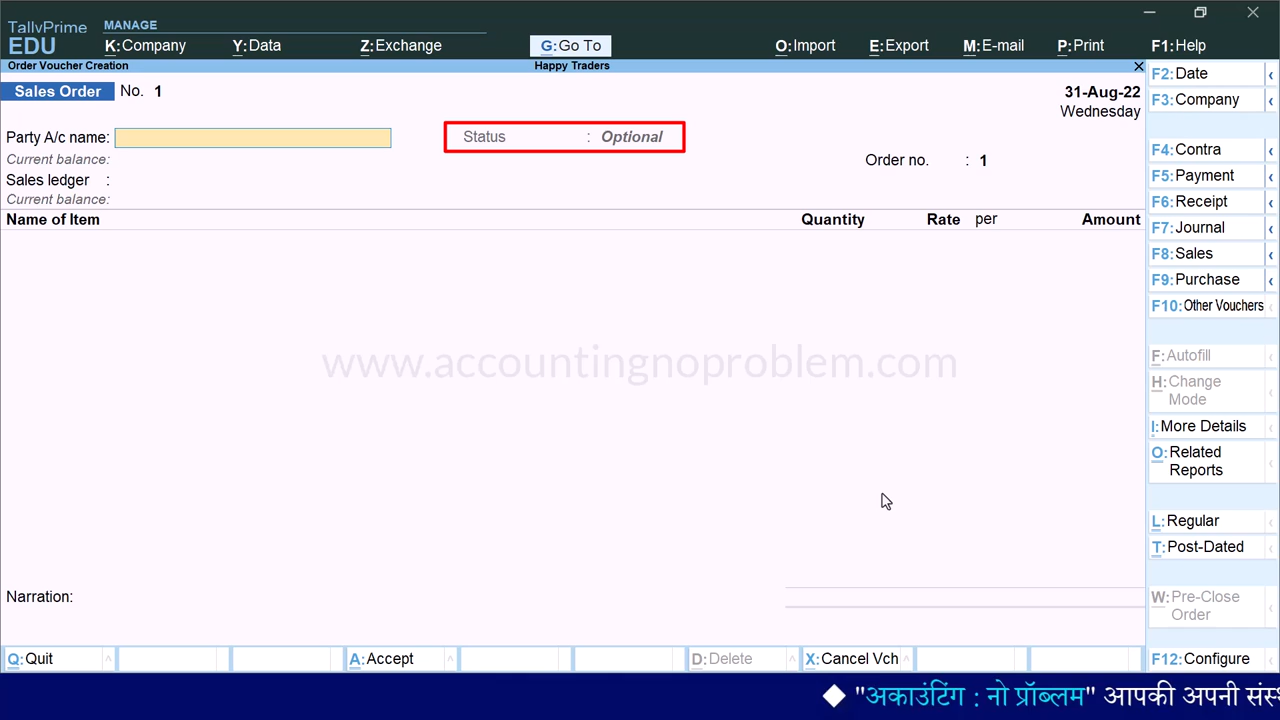 TallyPrime
EDU
MANAGE
K:Company Y:Data Z:Exchange G:Go To O:Import E:Export M:E-mail P:Print F1:Help
Order Voucher Creation Happy Traders
Sales Order No. 1 31-Aug-22
Wednesday
Party A/c name: Status : Optional
Current balance: Order no. : 1
Sales ledger :
Current balance:
Name of Item Quantity Rate per Amount
www.accountingnoproblem.com
Narration:
F2:Date
F3:Company
F4:Contra
F5:Payment
F6:Receipt
F7:Journal
F8:Sales
F9:Purchase
F10:Other Vouchers
F:Autofill
H:Change
Mode
I:More Details
O:Related
Reports
L:Regular
T:Post-Dated
W:Pre-Close
Order
Q:Quit A:Accept D:Delete X:Cancel Vch F12:Configure
"अकाउंटिंग : नो प्रॉब्लम" आपकी अपनी